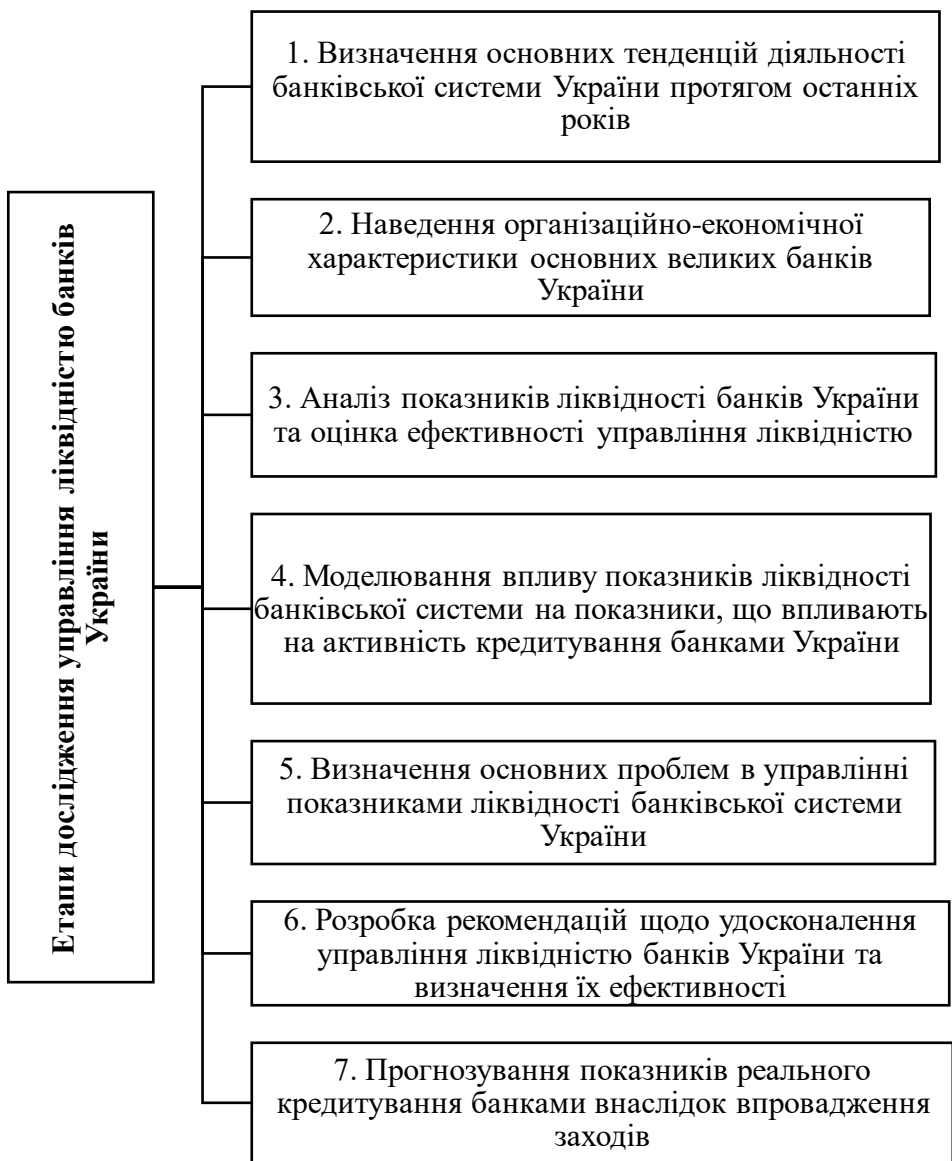 Етапи дослідження управління ліквідністю банків
України
1. Визначення основних тенденцій діяльності
банківської системи України протягом останніх
років
2. Наведення організаційно-економічної
характеристики основних великих банків
України
3. Аналіз показників ліквідності банків України
та оцінка ефективності управління ліквідністю
4. Моделювання впливу показників ліквідності
банківської системи на показники, що впливають
на активність кредитування банками України
5. Визначення основних проблем в управлінні
показниками ліквідності банківської системи
України
6. Розробка рекомендацій щодо удосконалення
управління ліквідністю банків України та
визначення їх ефективності
7. Прогнозування показників реального
кредитування банками внаслідок впровадження
заходів